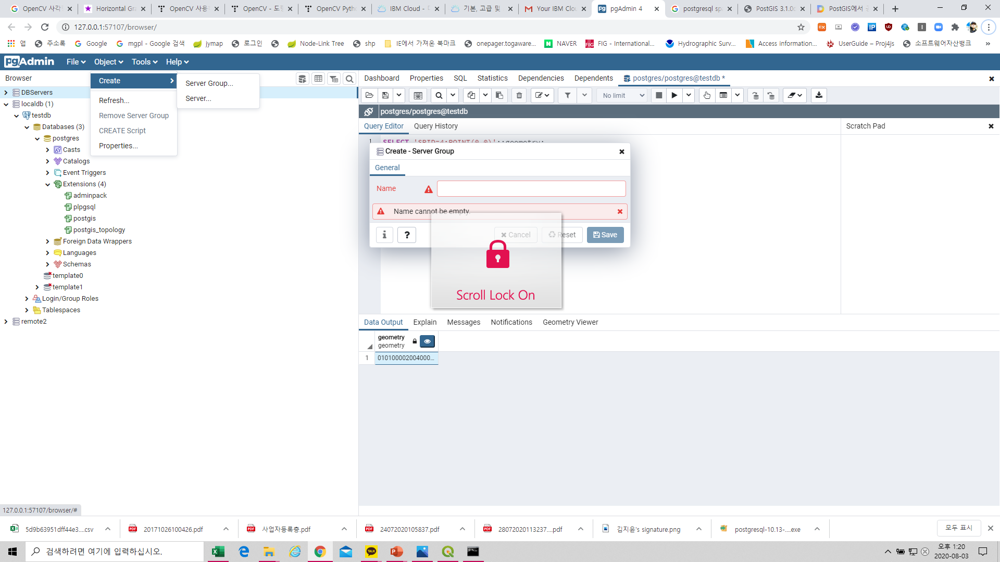 OpenCV 사각
Horizontal Gra
OpenCV 사용
OpenCV - 도
OpenCV Pyth
IBM Cloud -
기본, 고급 및
Your IBM Clou
pgAdmin 4
postgresql sp
PostGIS 3.1.0
PostGIS에서
127.0.0.1:57107/browser/
앱
주소록
Google
mgpl - Google 검색
jymap
로그인
Node-Link Tree
shp
IE에서 가져온 북마크
onepager.togaware...
NAVER
FIG - International...
Hydrographic Surv...
Access information...
UserGuide – Proj4js
소프트웨어자산뱅크
»
pgAdmin
File
Object
Tools
Help
Browser
Create
Server Group...
Server...
Refresh...
Remove Server Group
CREATE Script
Properties...
DBServers
localdb (1)
testdb
Databases (3)
postgres
Casts
Catalogs
Event Triggers
Extensions (4)
adminpack
plpgsql
postgis
postgis_topology
Foreign Data Wrappers
Languages
Schemas
template0
template1
Login/Group Roles
Tablespaces
remote2
127.0.0.1:57107/browser/#
Dashboard
Properties
SQL
Statistics
Dependencies
Dependents
postgres/postgres@testdb *
No limit
postgres/postgres@testdb
Query Editor
Query History
Scratch Pad
1 SELECT 'SRID=4;POINT(0 0)'::geometry;
Create - Server Group
General
Name
Name cannot be empty.
i
?
Cancel
Reset
Save
Scroll Lock On
Data Output
Explain
Messages
Notifications
Geometry Viewer
geometry
geometry
1 010100002004000...
5d9b63951dff44e3....csv
20171026100426.pdf
사업자등록증.pdf
24072020105837.pdf
28072020113237....pdf
김지윤's signature.png
postgresql-10.13-....exe
모두 표시
검색하려면 여기에 입력하십시오.
TALK
오후 1:20
2020-08-03